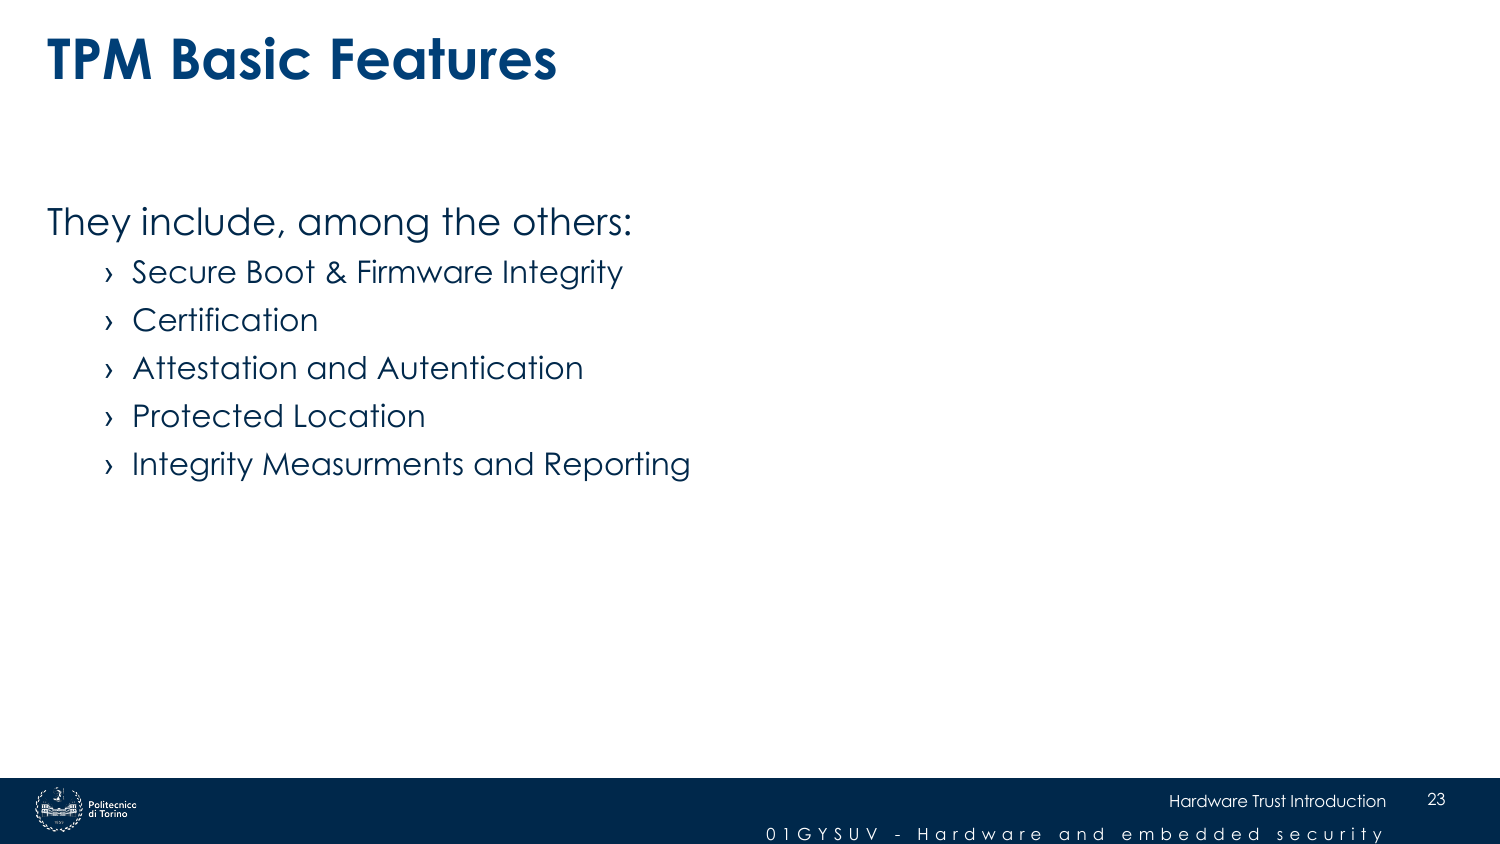 TPM Basic Features
They include, among the others:
› Secure Boot & Firmware Integrity
› Certification
› Attestation and Autentication
› Protected Location
› Integrity Measurments and Reporting
Politecnico
di Torino
Hardware Trust Introduction
23
01GYSUV - Hardware and embedded security